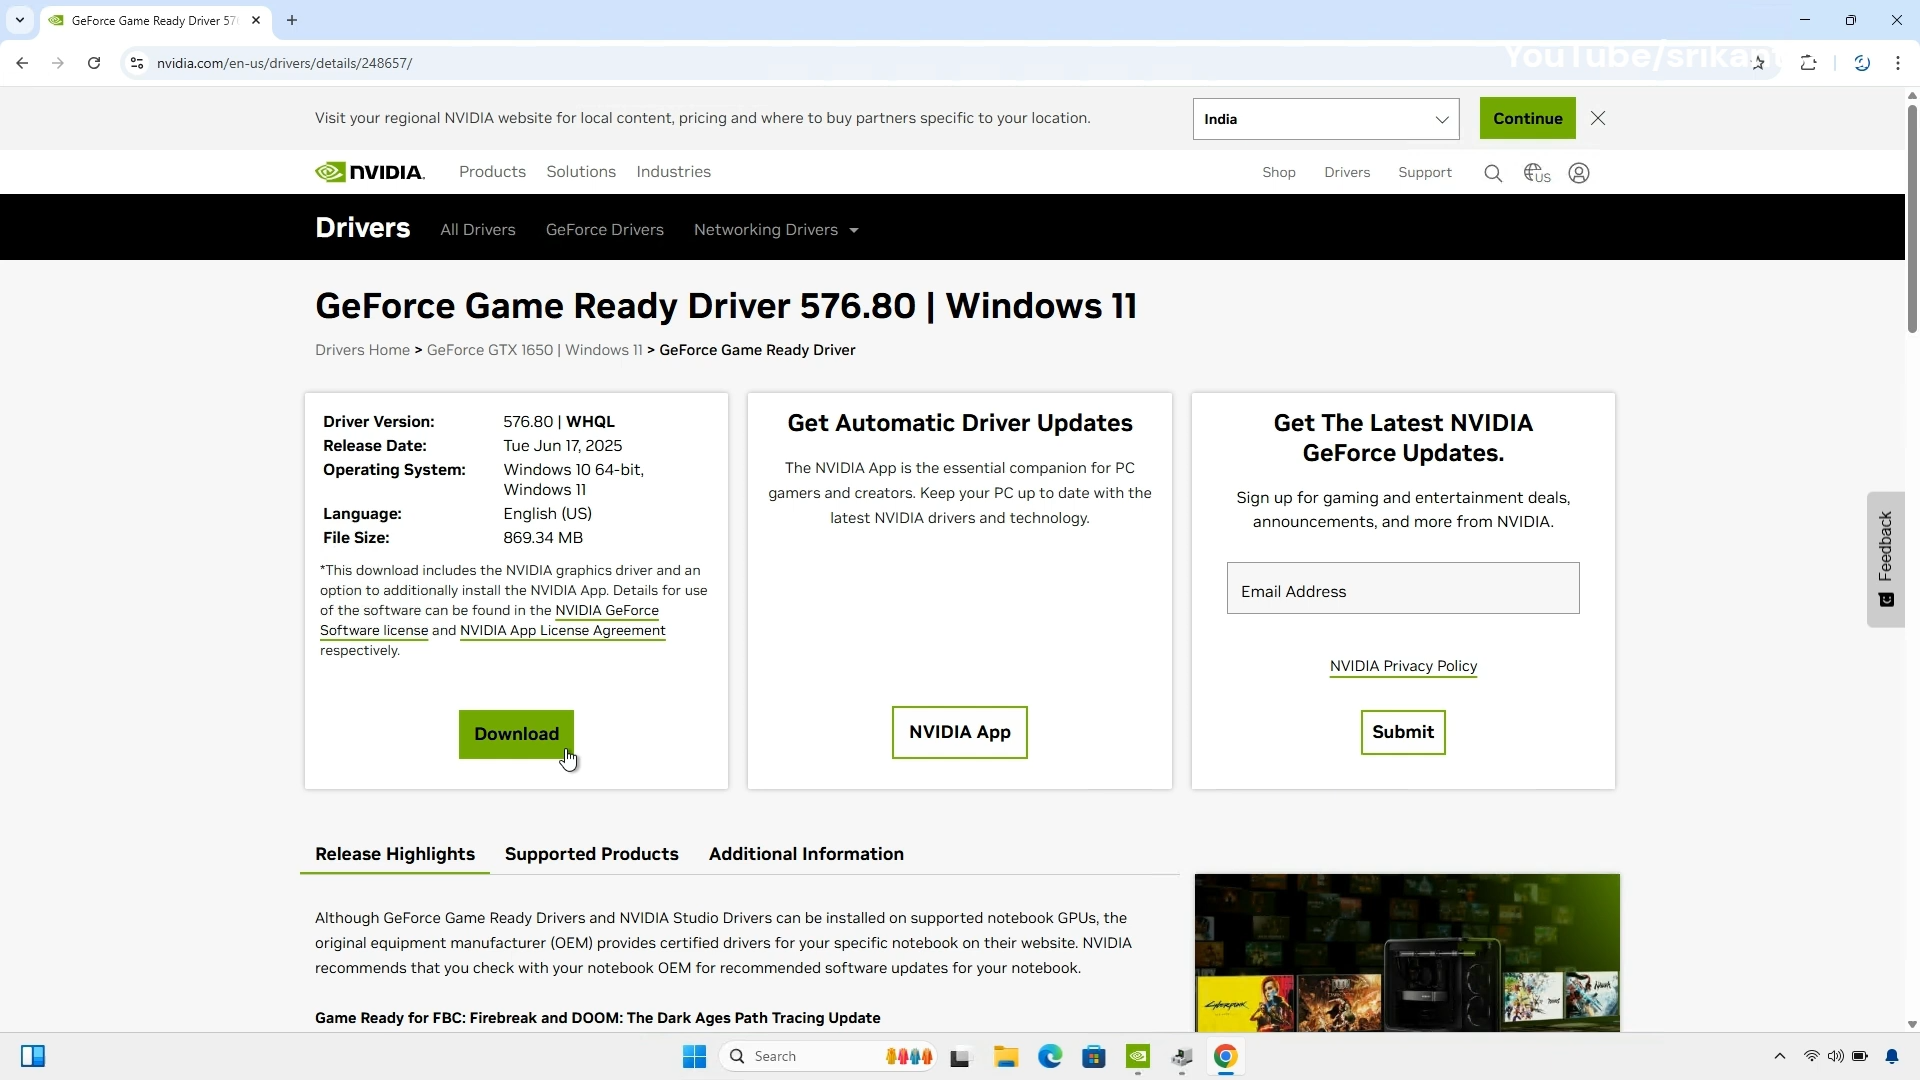 GeForce Game Ready Driver 57
nvidia.com/en-us/drivers/details/248657/
YouTube/srikan
Visit your regional NVIDIA website for local content, pricing and where to buy partners specific to your location.
India
Continue
NVIDIA.
Products
Solutions
Industries
Shop
Drivers
Support
US
Drivers
All Drivers
GeForce Drivers
Networking Drivers
GeForce Game Ready Driver 576.80 | Windows 11
Drivers Home > GeForce GTX 1650 | Windows 11 > GeForce Game Ready Driver
Driver Version: 576.80 | WHQL
Release Date: Tue Jun 17, 2025
Operating System: Windows 10 64-bit,
Windows 11
Language: English (US)
File Size: 869.34 MB
*This download includes the NVIDIA graphics driver and an
option to additionally install the NVIDIA App. Details for use
of the software can be found in the NVIDIA GeForce
Software license and NVIDIA App License Agreement
respectively.
Download
Get Automatic Driver Updates
The NVIDIA App is the essential companion for PC
gamers and creators. Keep your PC up to date with the
latest NVIDIA drivers and technology.
NVIDIA App
Get The Latest NVIDIA
GeForce Updates.
Sign up for gaming and entertainment deals,
announcements, and more from NVIDIA.
Email Address
NVIDIA Privacy Policy
Submit
Feedback
Release Highlights
Supported Products
Additional Information
Although GeForce Game Ready Drivers and NVIDIA Studio Drivers can be installed on supported notebook GPUs, the
original equipment manufacturer (OEM) provides certified drivers for your specific notebook on their website. NVIDIA
recommends that you check with your notebook OEM for recommended software updates for your notebook.
Game Ready for FBC: Firebreak and DOOM: The Dark Ages Path Tracing Update
Cyberpunk
Search